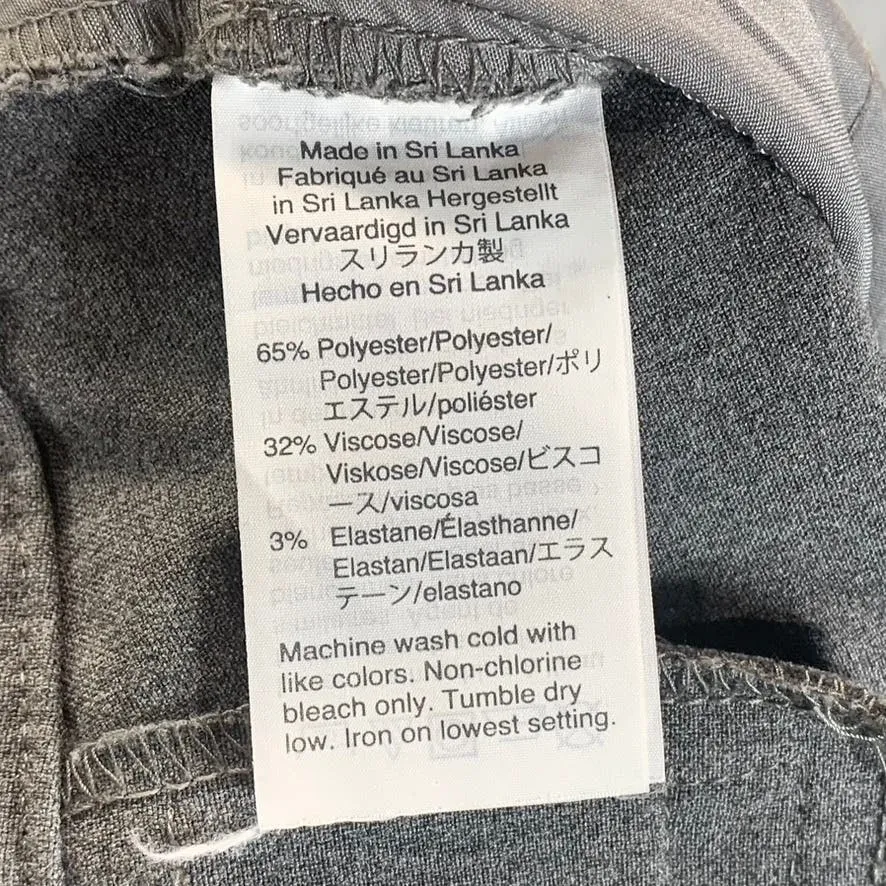 Made in Sri Lanka
Fabriqué au Sri Lanka
in Sri Lanka Hergestellt
Vervaardigd in Sri Lanka
スリランカ製
Hecho en Sri Lanka
65% Polyester/Polyester/
Polyester/Polyester/ポリ
エステル/poliéster
32% Viscose/Viscose/
Viskose/Viscose/ビスコ
ース/viscosa
3% Elastane/Élasthanne/
Elastan/Elastaan/エラス
テーン/elastano
Machine wash cold with
like colors. Non-chlorine
bleach only. Tumble dry
low. Iron on lowest setting.